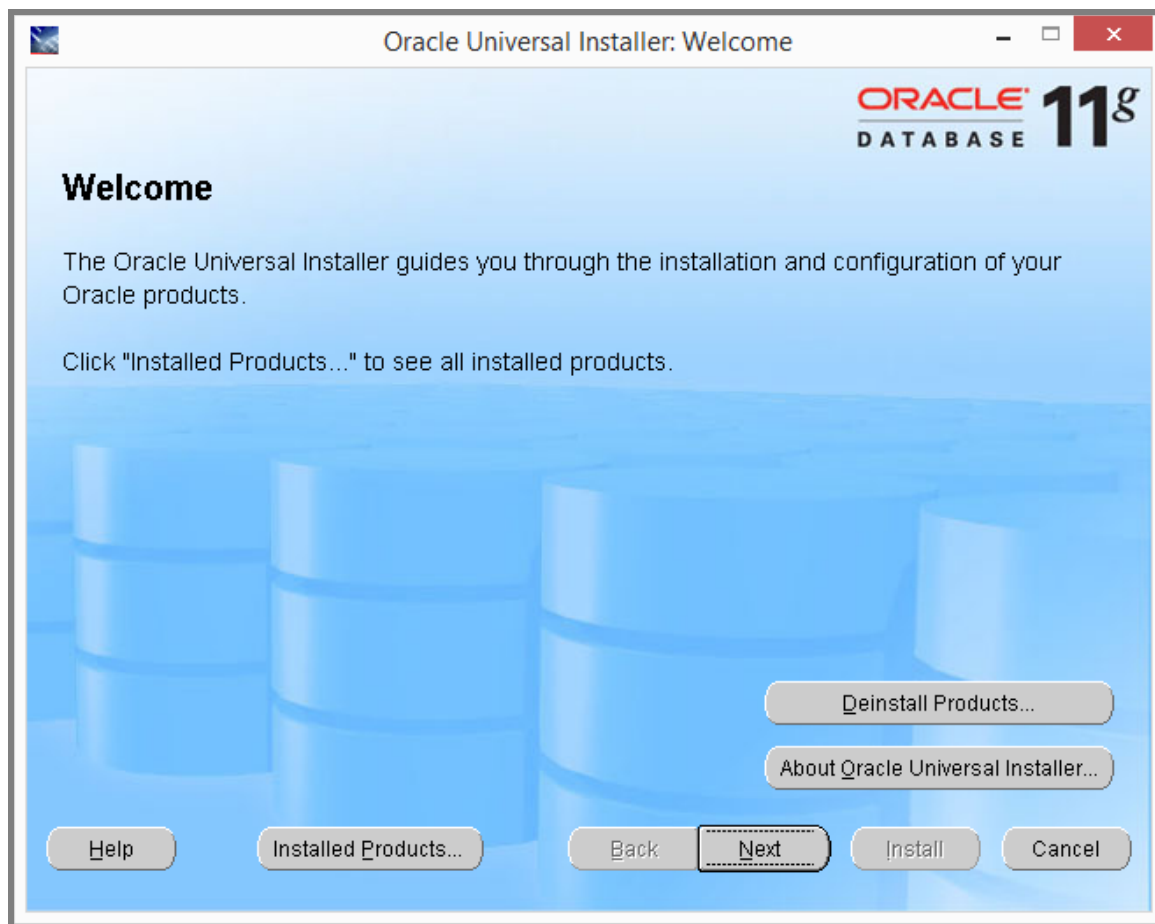 Oracle Universal Installer: Welcome
ORACLE
DATABASE
11g
Welcome
The Oracle Universal Installer guides you through the installation and configuration of your
Oracle products.
Click "Installed Products..." to see all installed products.
Deinstall Products...
About Oracle Universal Installer...
Help
Installed Products...
Back
Next
Install
Cancel